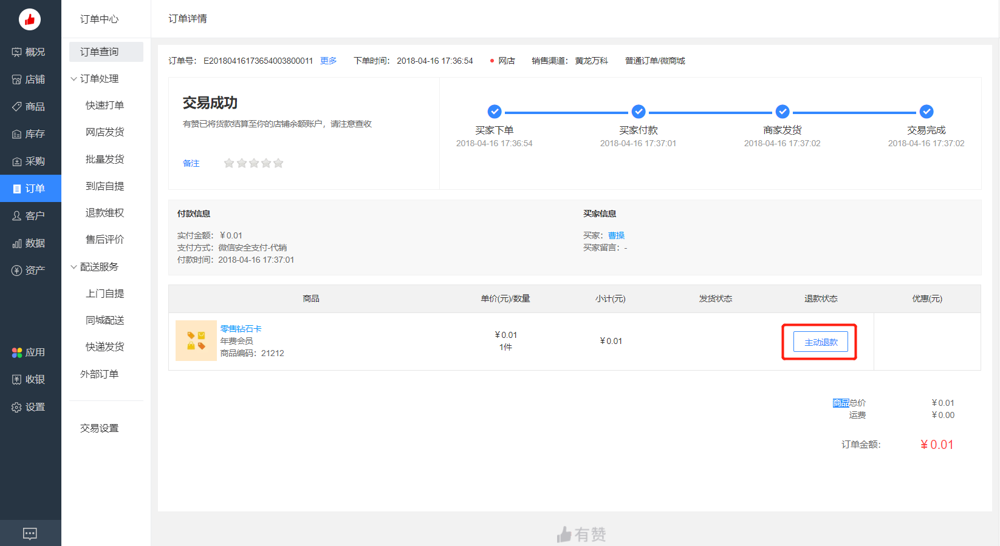 订单中心
订单详情
概况
店铺
商品
库存
采购
订单
客户
数据
资产
应用
收银
设置
订单查询
订单处理
快速打单
网店发货
批量发货
到店自提
退款维权
售后评价
配送服务
上门自提
同城配送
快递发货
外部订单
交易设置
订单号： E20180416173654003800011 更多 下单时间： 2018-04-16 17:36:54 网店 销售渠道： 黄龙万科 普通订单/微商城
交易成功
有赞已将货款结算至你的店铺余额账户，请注意查收
备注
买家下单 买家付款 商家发货 交易完成
2018-04-16 17:36:54 2018-04-16 17:37:01 2018-04-16 17:37:02 2018-04-16 17:37:02
付款信息
实付金额：￥0.01
支付方式：微信安全支付-代销
付款时间：2018-04-16 17:37:01
买家信息
买家：曹操
买家留言：-
商品 单价(元)/数量 小计(元) 发货状态 退款状态 优惠(元)
零售钻石卡
年费会员
商品编码：21212
￥0.01
1件
￥0.01
主动退款
商品总价 ￥0.01
运费 ￥0.00
订单金额： ￥0.01
有赞